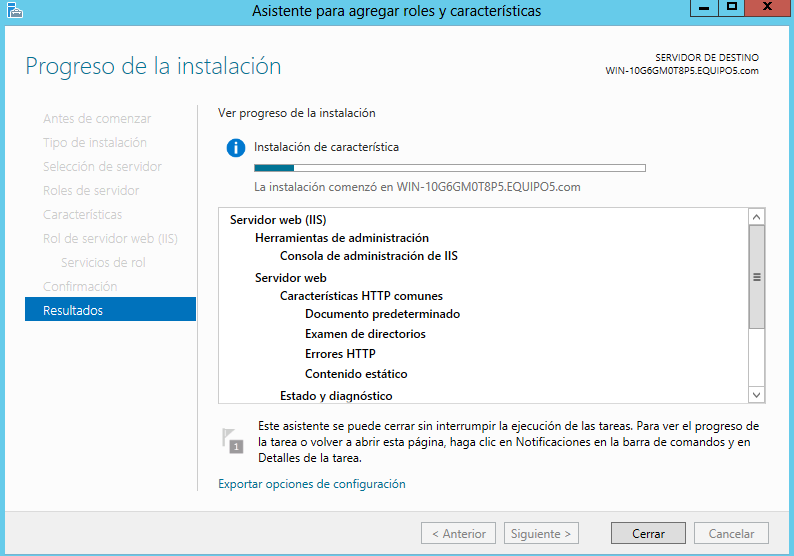 Asistente para agregar roles y características
Progreso de la instalación
SERVIDOR DE DESTINO
WIN-10G6GM0T8P5.EQUIPO5.com
Antes de comenzar
Tipo de instalación
Selección de servidor
Roles de servidor
Características
Rol de servidor web (IIS)
Servicios de rol
Confirmación
Resultados
Ver progreso de la instalación
Instalación de característica
La instalación comenzó en WIN-10G6GM0T8P5.EQUIPO5.com
Servidor web (IIS)
Herramientas de administración
Consola de administración de IIS
Servidor web
Características HTTP comunes
Documento predeterminado
Examen de directorios
Errores HTTP
Contenido estático
Estado y diagnóstico
1
Este asistente se puede cerrar sin interrumpir la ejecución de las tareas. Para ver el progreso de
la tarea o volver a abrir esta página, haga clic en Notificaciones en la barra de comandos y en
Detalles de la tarea.
Exportar opciones de configuración
< Anterior
Siguiente >
Cerrar
Cancelar